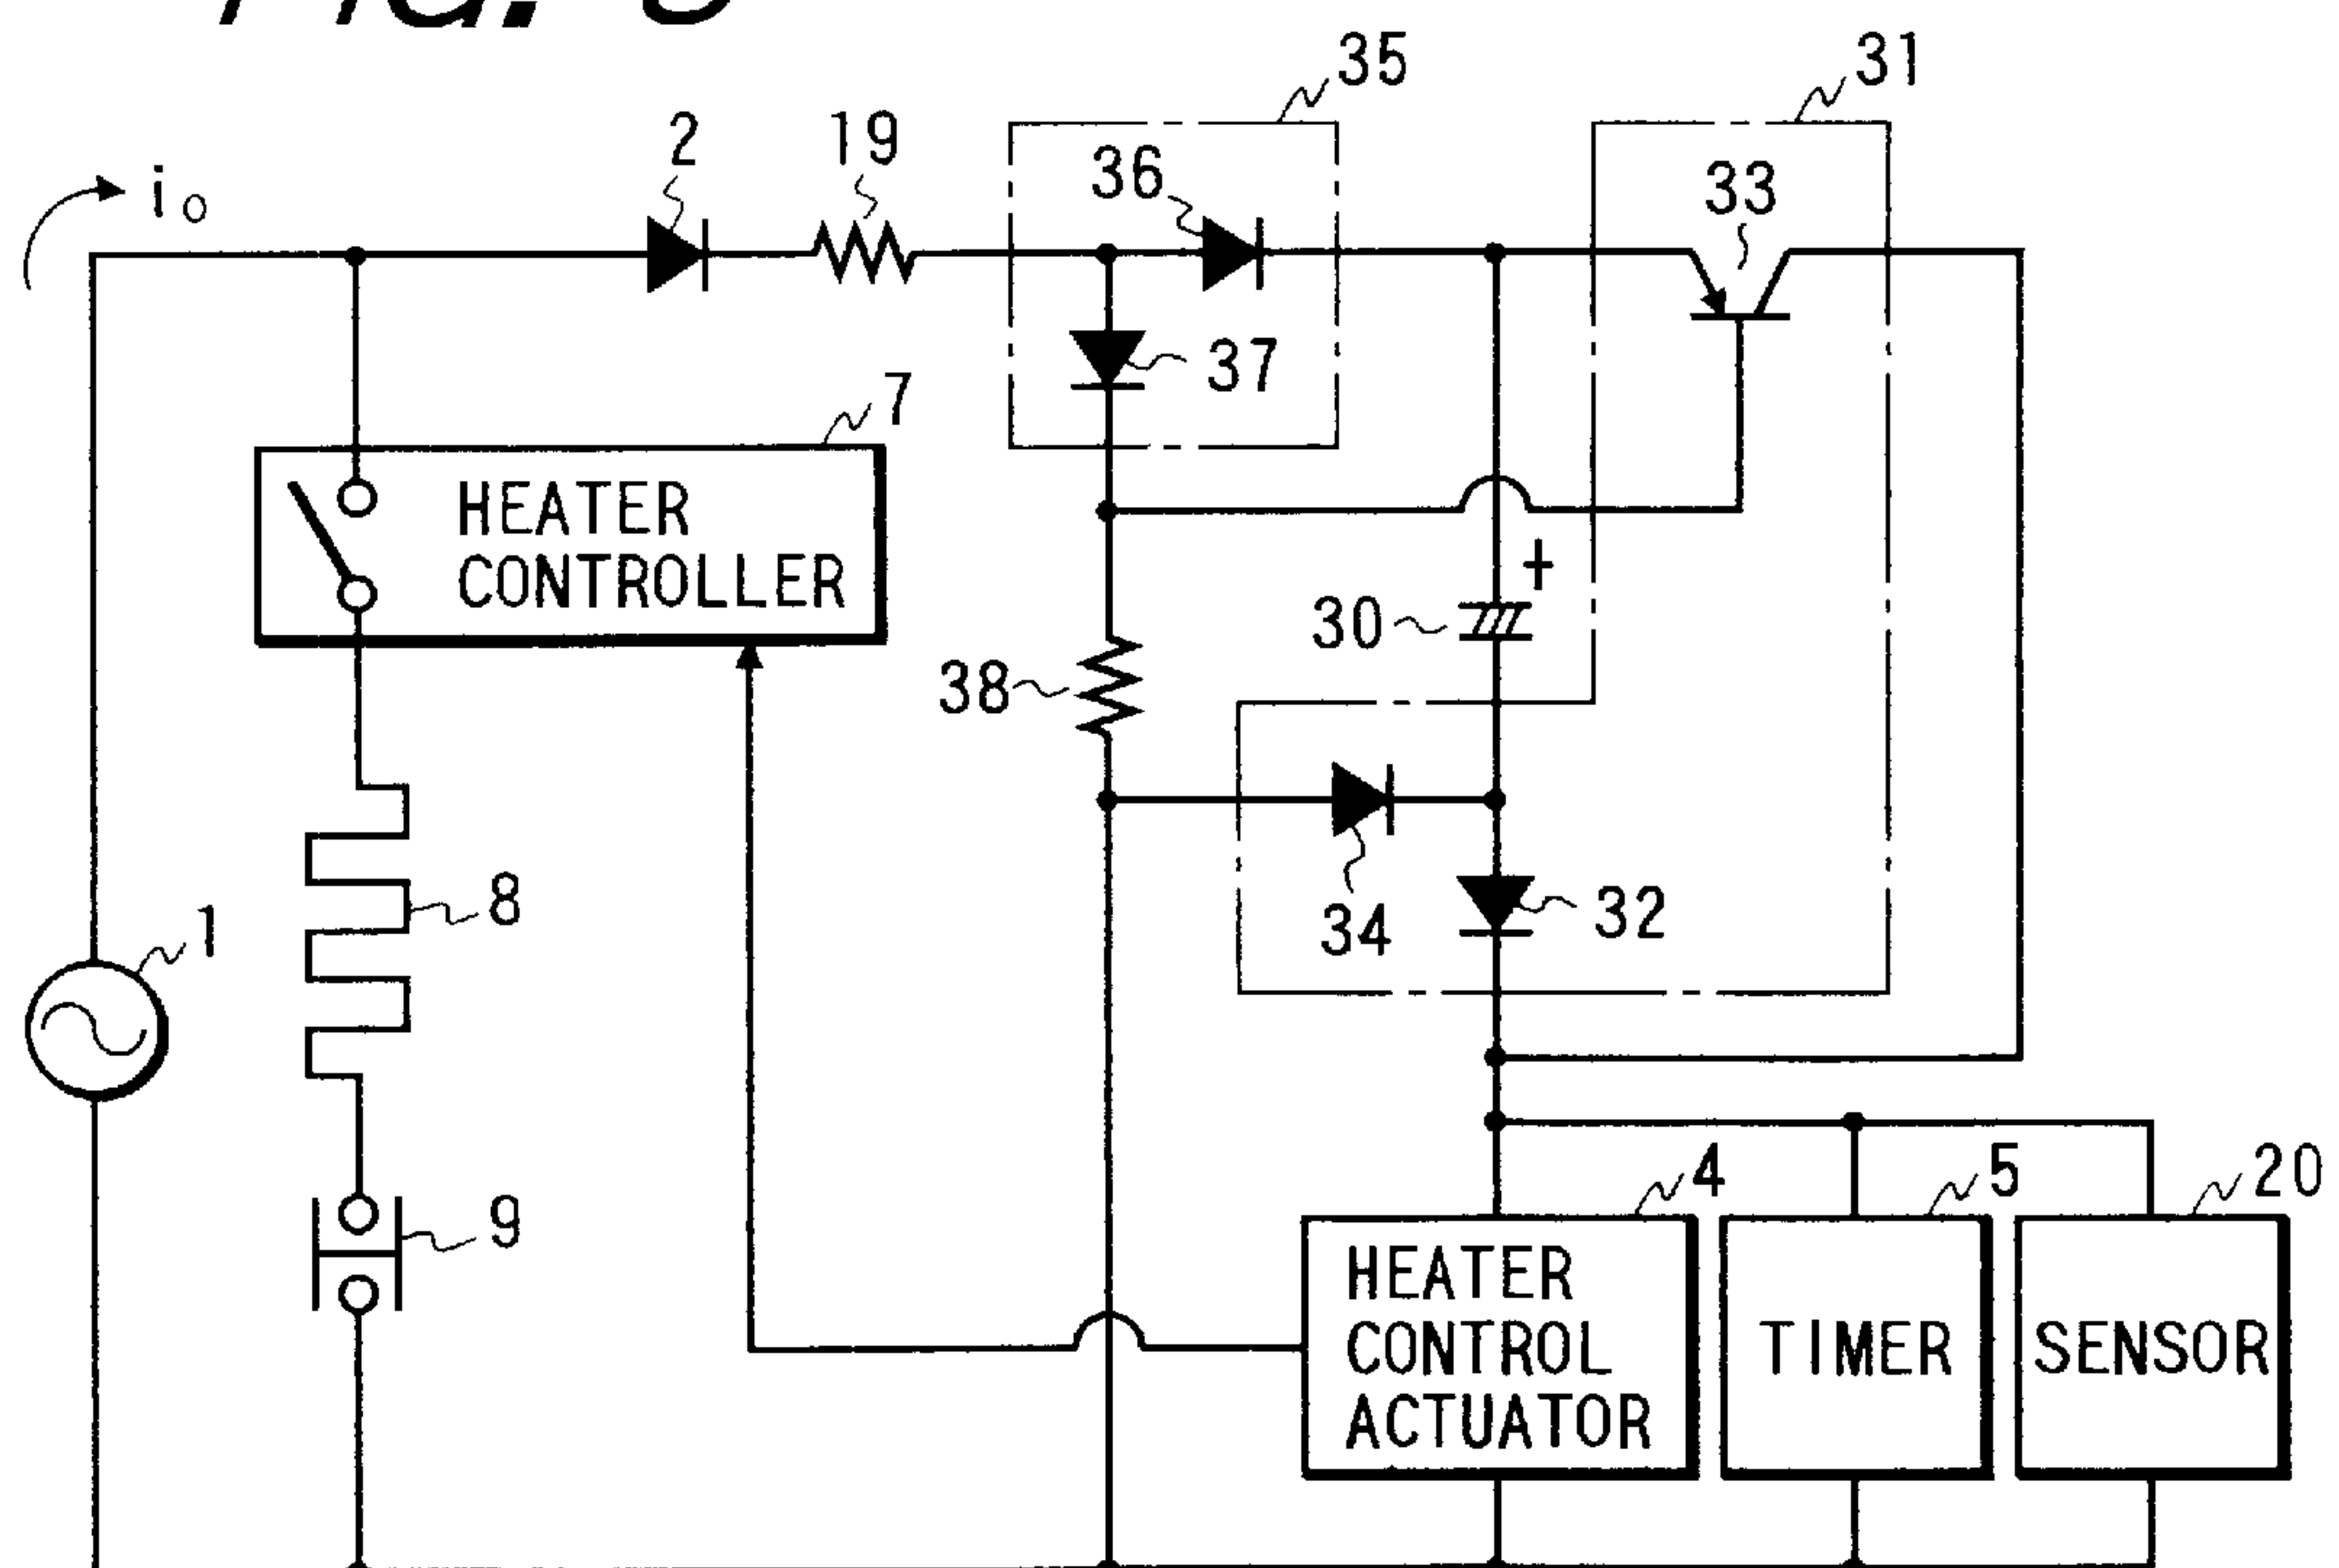 35
31
2
19
36
33
i₀
37
7
HEATER
CONTROLLER
30
+
38
8
34
32
1
9
4
5
20
HEATER
CONTROL
ACTUATOR
TIMER
SENSOR